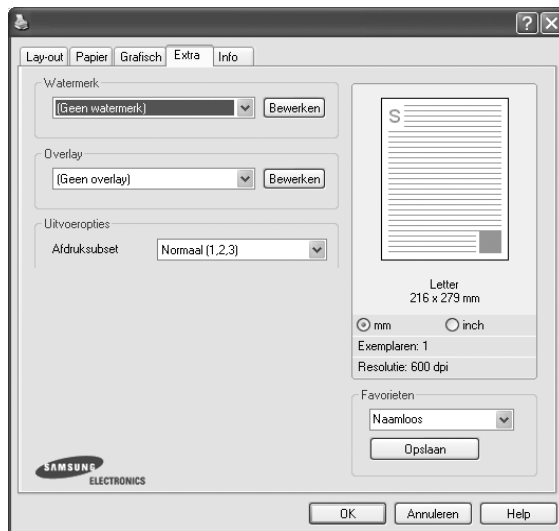 Lay-out Papier Grafisch Extra Info
Watermerk
(Geen watermerk) Bewerken
Overlay
(Geen overlay) Bewerken
Uitvoeropties
Afdruksubset Normaal (1,2,3)
S
Letter
216 x 279 mm
mm inch
Exemplaren: 1
Resolutie: 600 dpi
Favorieten
Naamloos
Opslaan
SAMSUNG
ELECTRONICS
OK Annuleren Help